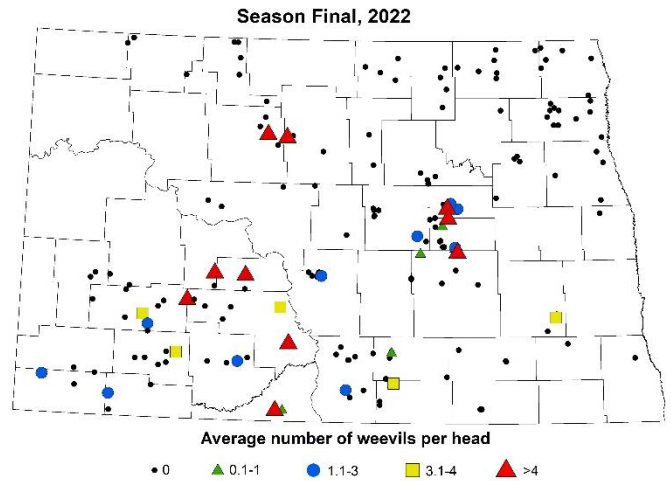 Season Final, 2022
Average number of weevils per head
0 0.1-1 1.1-3 3.1-4 >4